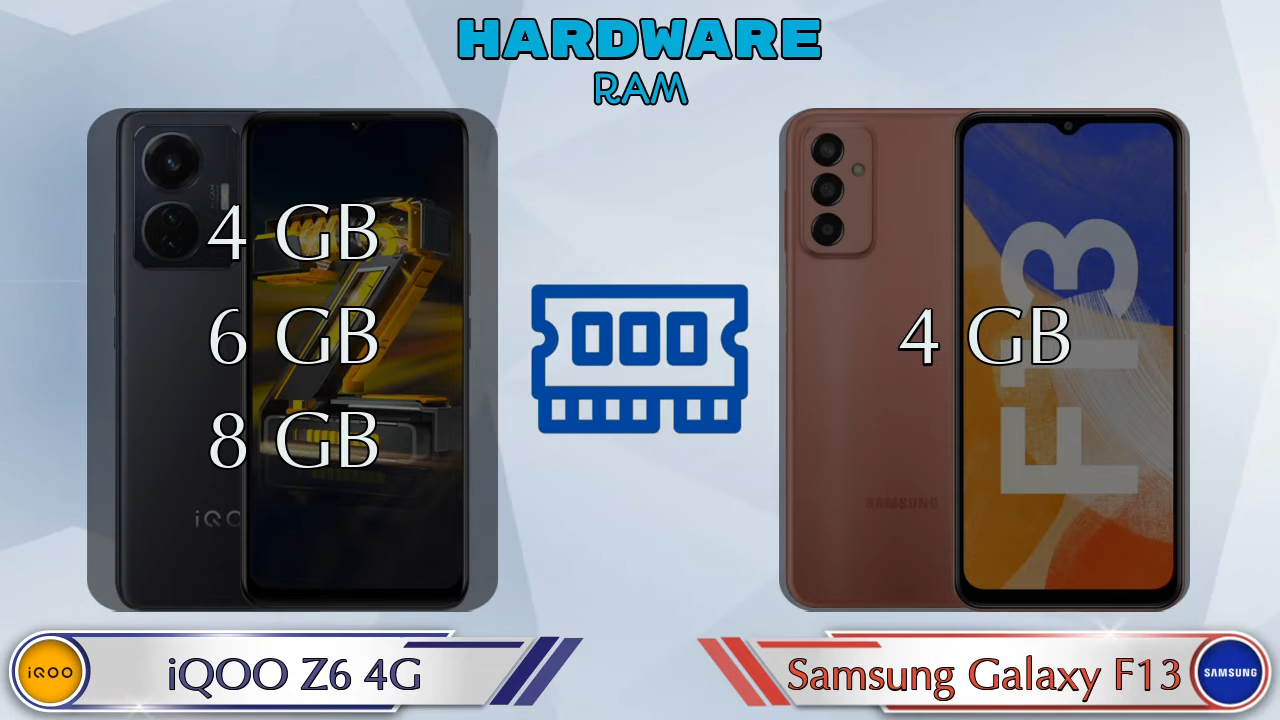 HARDWARE
RAM
4 GB
6 GB
8 GB
iQO
4 GB
F13
SAMSUNG
iQOO
iQOO Z6 4G
Samsung Galaxy F13
SAMSUNG